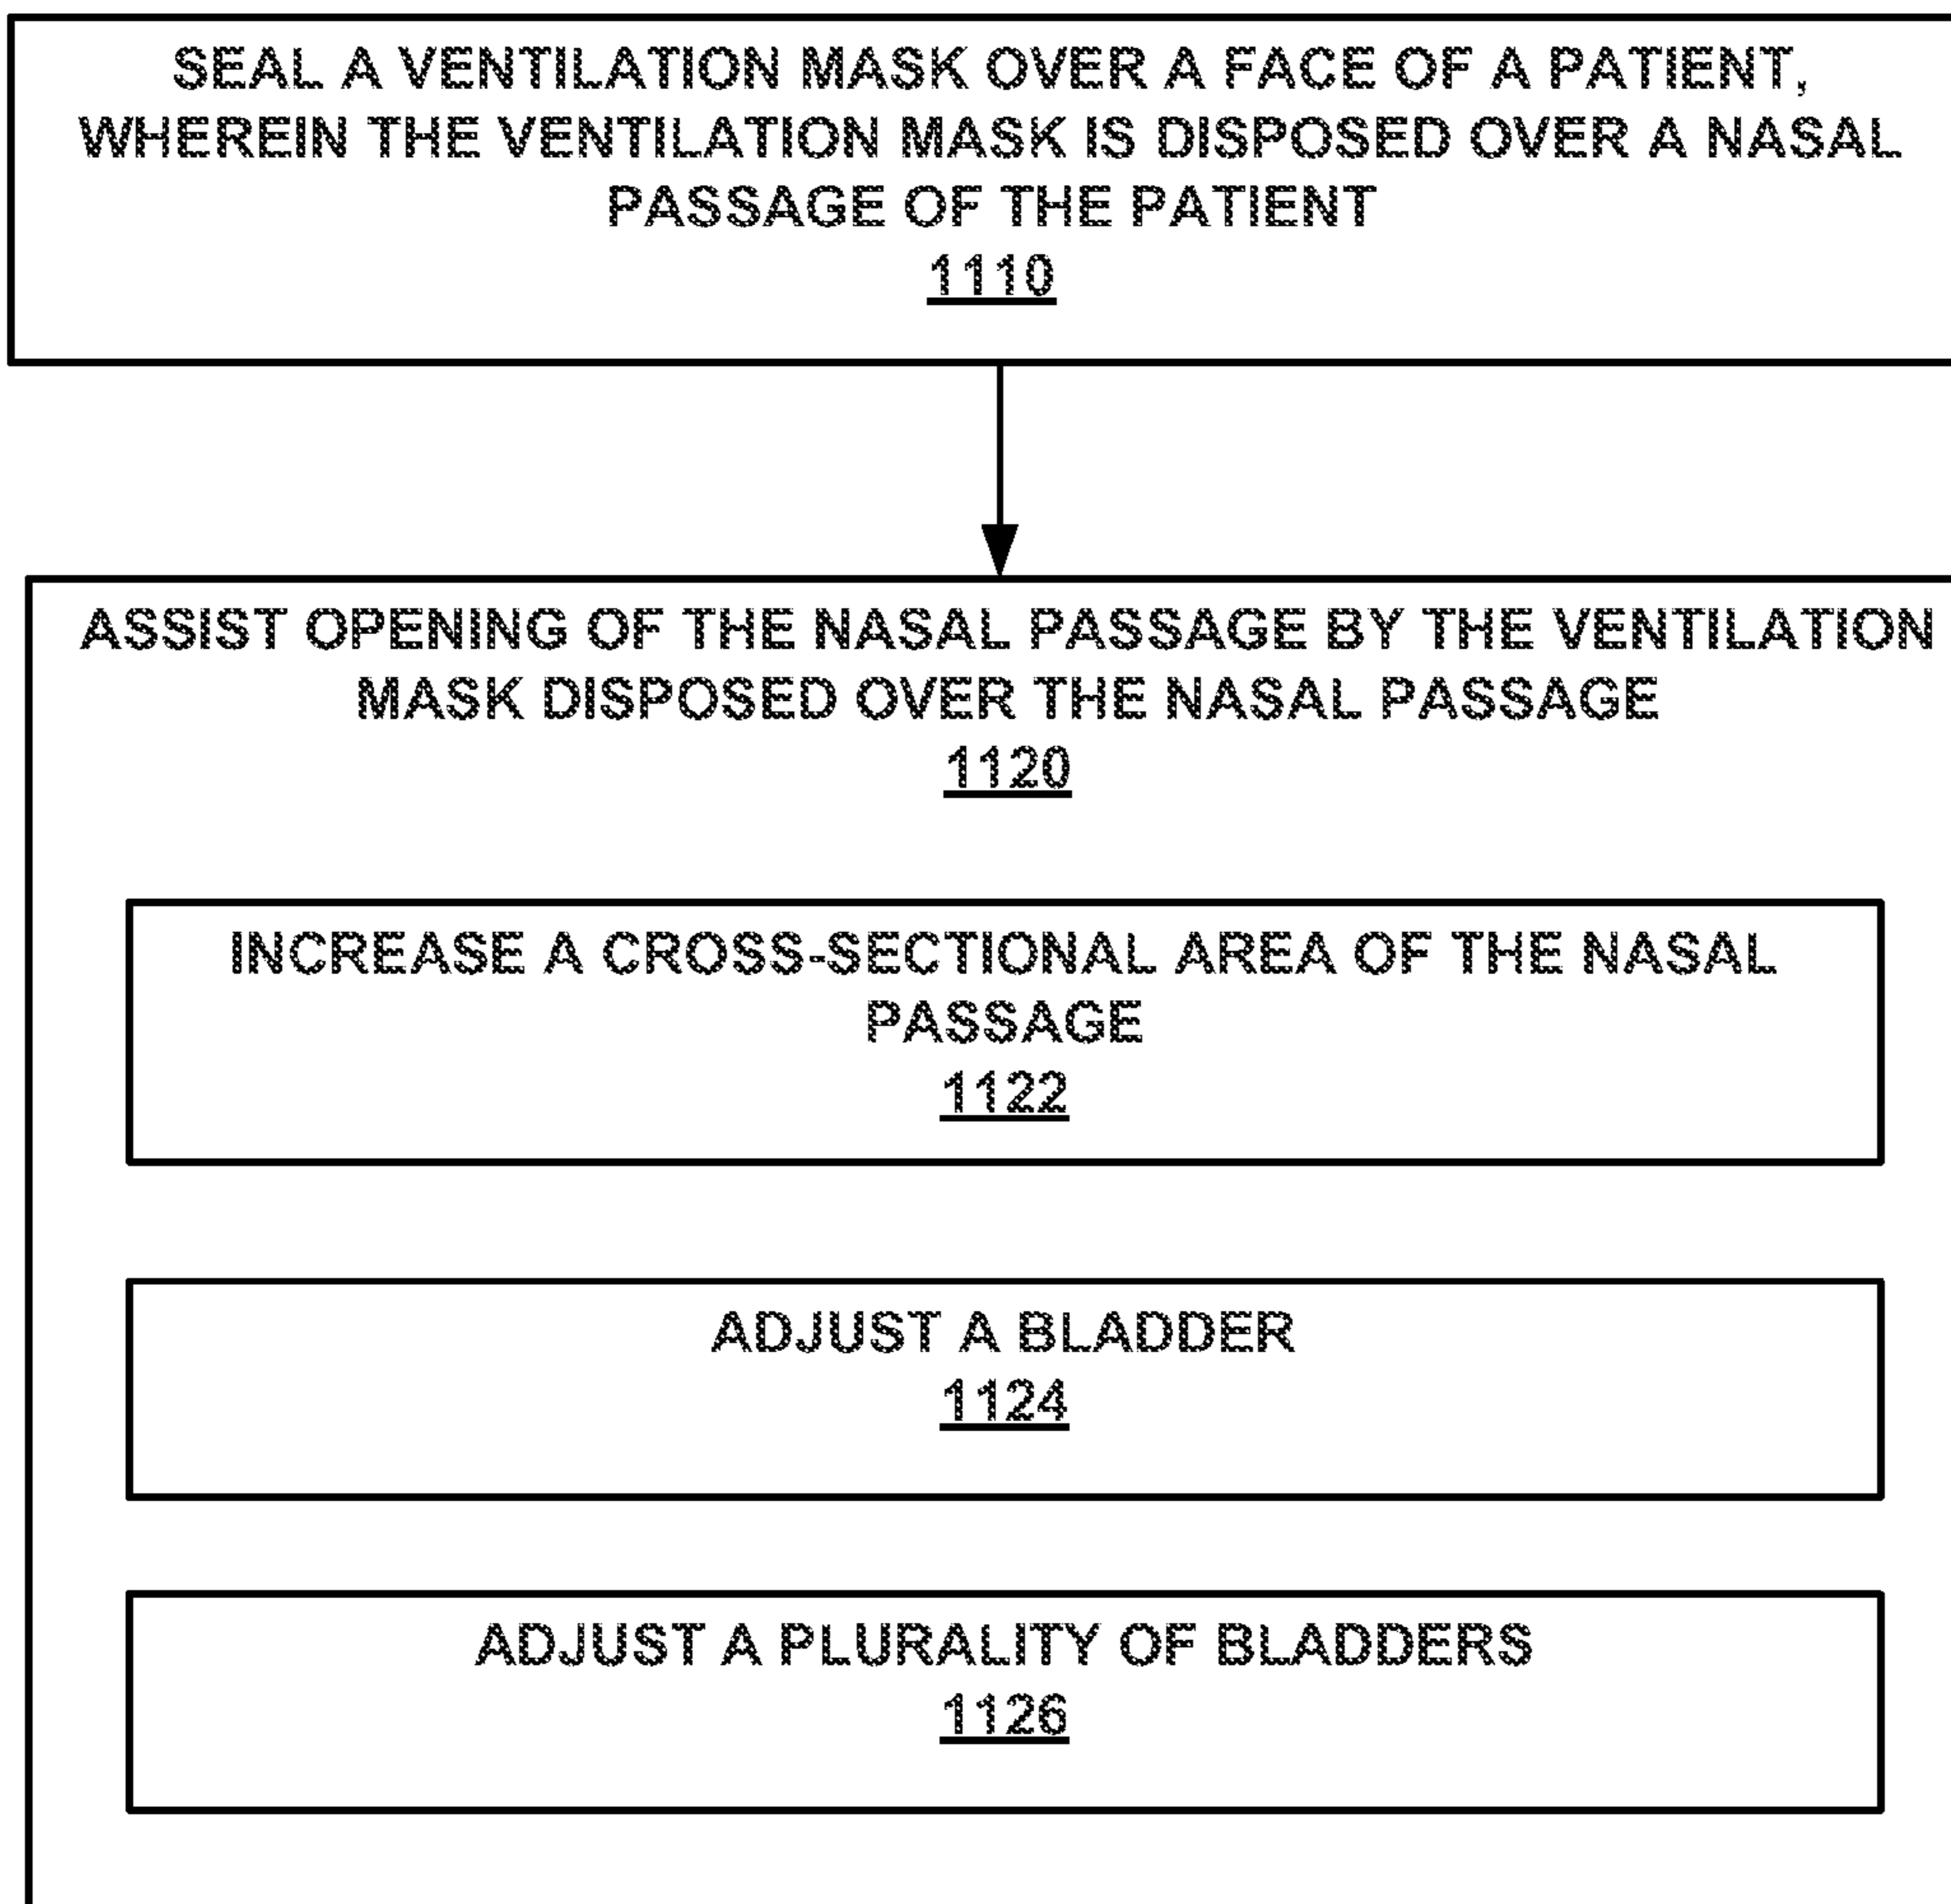 SEAL A VENTILATION MASK OVER A FACE OF A PATIENT,
WHEREIN THE VENTILATION MASK IS DISPOSED OVER A NASAL
PASSAGE OF THE PATIENT
1110
ASSIST OPENING OF THE NASAL PASSAGE BY THE VENTILATION
MASK DISPOSED OVER THE NASAL PASSAGE
1120
INCREASE A CROSS-SECTIONAL AREA OF THE NASAL
PASSAGE
1122
ADJUST A BLADDER
1124
ADJUST A PLURALITY OF BLADDERS
1126